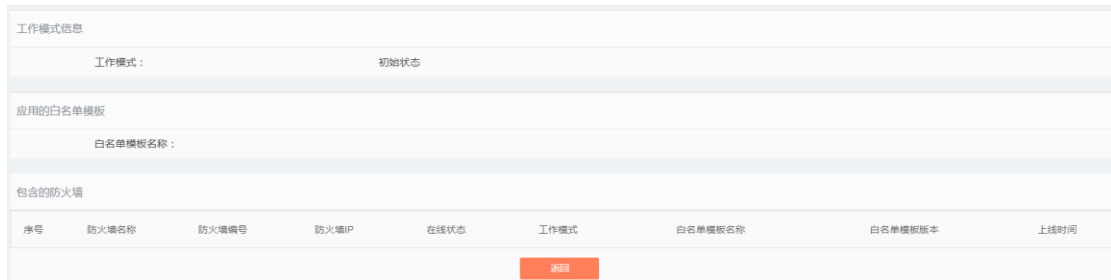 工作模式信息
工作模式： 初始状态
应用的白名单模板
白名单模板名称：
包含的防火墙
序号 防火墙名称 防火墙编号 防火墙IP 在线状态 工作模式 白名单模板名称 白名单模板版本 上线时间
返回